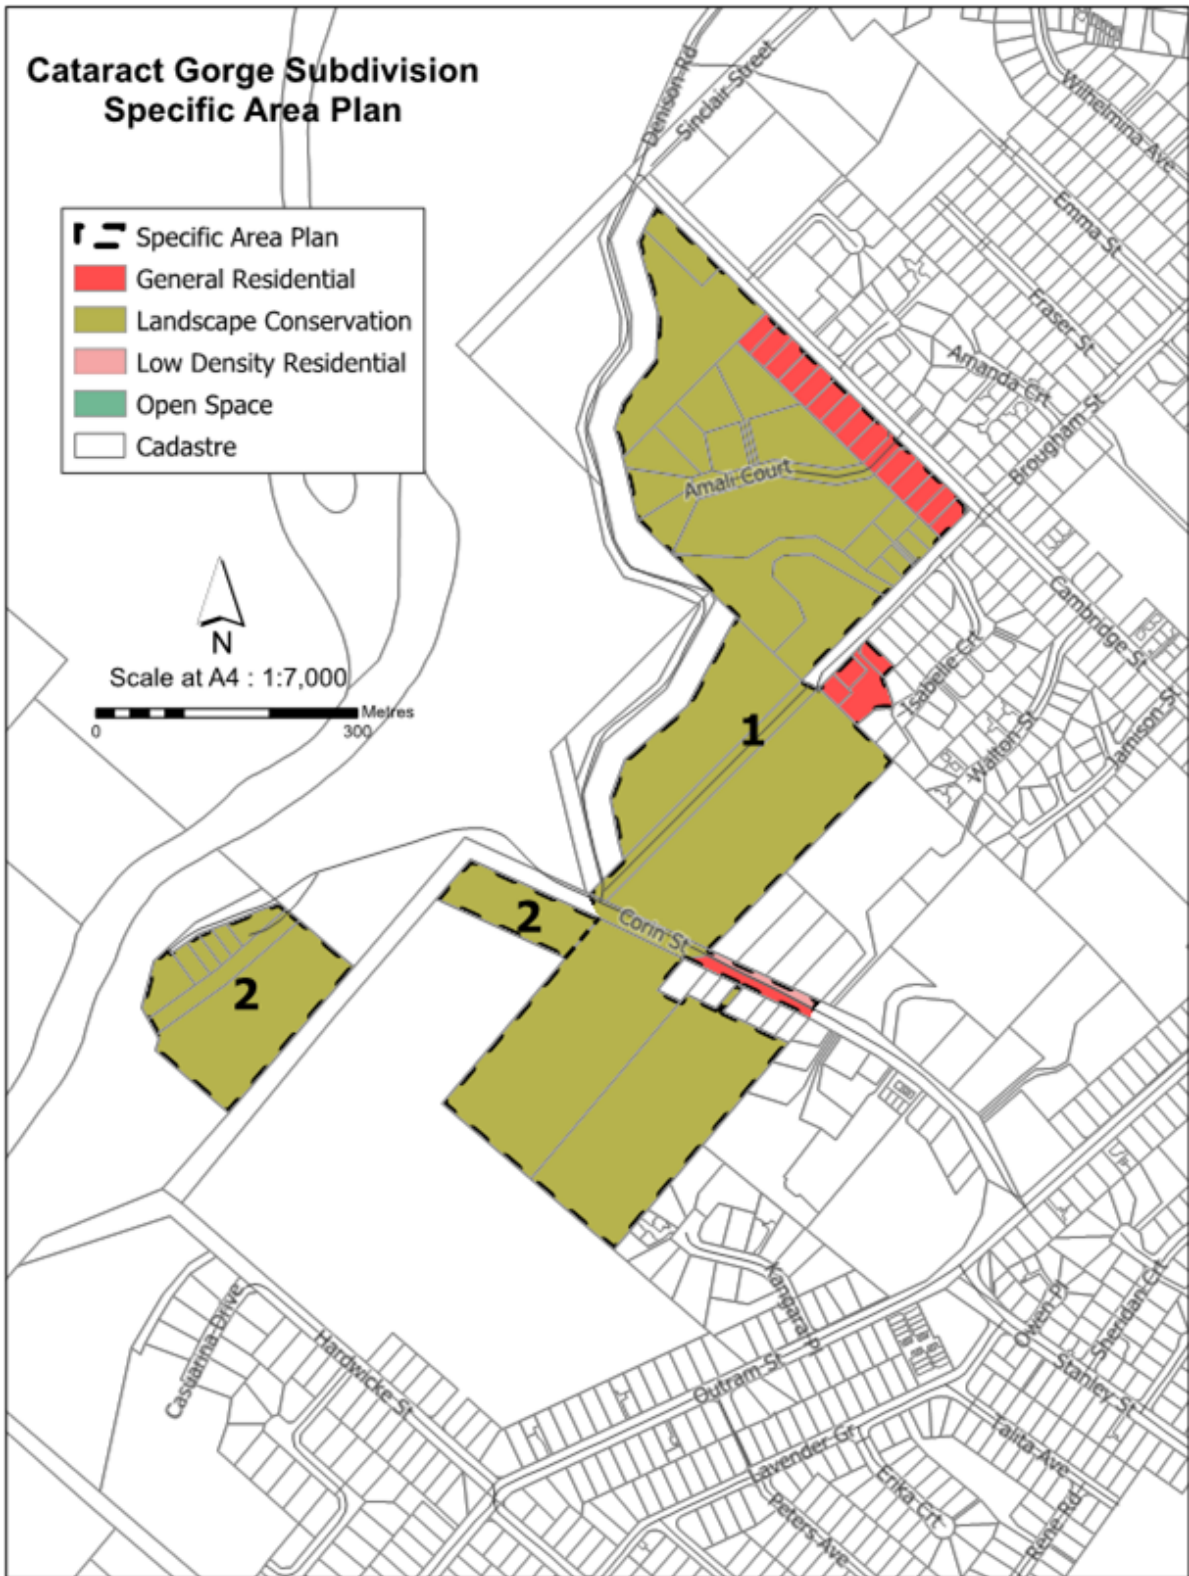 Cataract Gorge Subdivision
Specific Area Plan
Specific Area Plan
General Residential
Landscape Conservation
Low Density Residential
Open Space
Cadastre
N
Scale at A4 : 1:7,000
Metres
0
300
Denison Rd
Sinclair Street
Wilhelmina Ave
Emma St
Fraser St
Amanda Crt
Brougham St
Amali Court
Cambridge St
Isabelle Crt
Walton St
Jamison St
1
2
Corin St
2
Kangara Pl
Owen Pl
Sheridan Crt
Casuanna Drive
Hardwicke St
Outram St
Stanley St
Lavender Gr
Talita Ave
Erika Crt
Peters Ave
Rene Rd